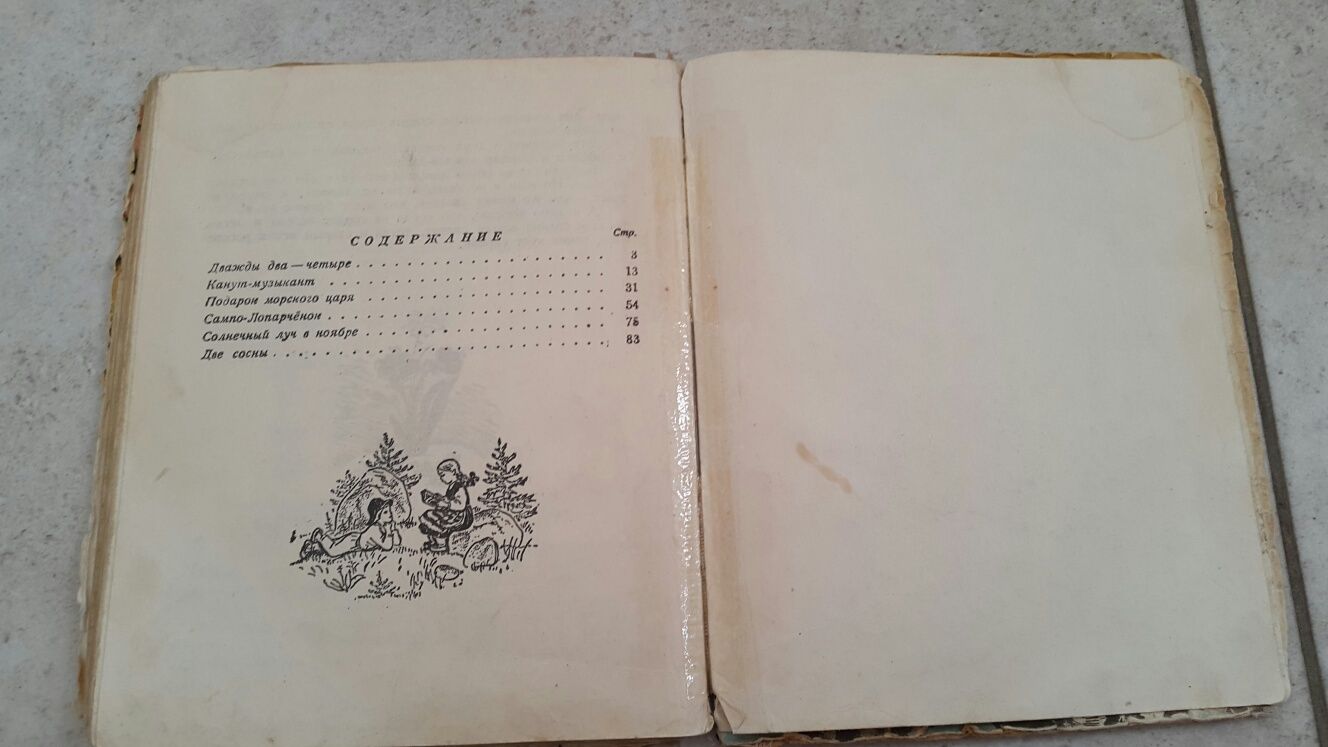 СОДЕРЖАНИЕ
Стр.
Дважды два — четыре . . . . . . . . . . . . . . . . . . . . 3
Канут-музыкант . . . . . . . . . . . . . . . . . . . . . . 13
Подарок морского царя . . . . . . . . . . . . . . . . . . . 31
Сампо-Лопарчёнок . . . . . . . . . . . . . . . . . . . . . . 54
Солнечный луч в ноябре . . . . . . . . . . . . . . . . . . . 75
Две сосны . . . . . . . . . . . . . . . . . . . . . . . . . . 83